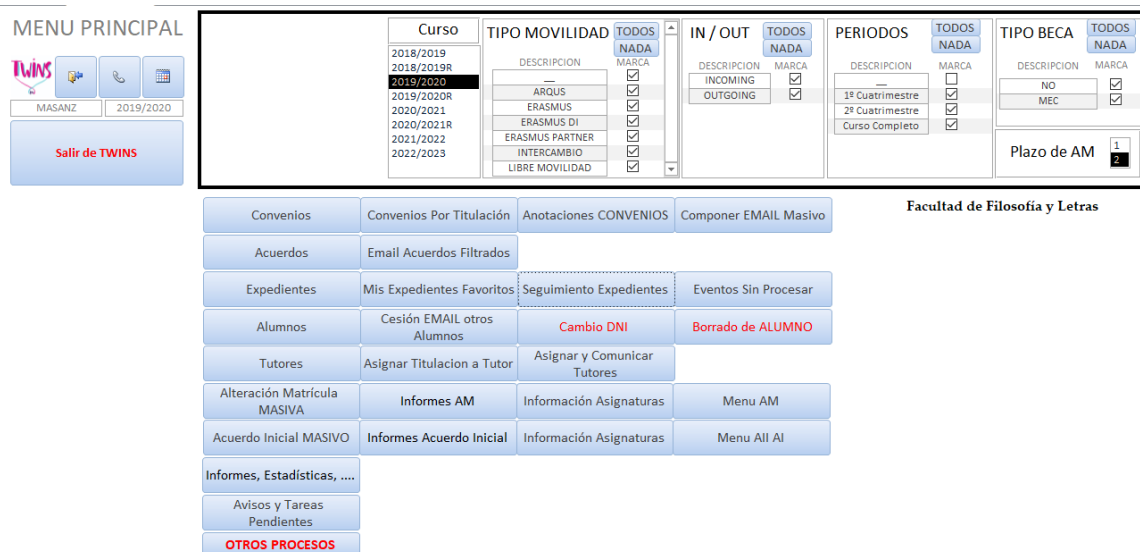 MENU PRINCIPAL
Twins
MASANZ
2019/2020
Salir de TWINS
Curso
2018/2019
2018/2019R
2019/2020
2019/2020R
2020/2021
2020/2021R
2021/2022
2022/2023
TIPO MOVILIDAD
TODOS
NADA
DESCRIPCION
MARCA
__
ARQUS
ERASMUS
ERASMUS DI
ERASMUS PARTNER
INTERCAMBIO
LIBRE MOVILIDAD
IN / OUT
TODOS
NADA
DESCRIPCION
MARCA
INCOMING
OUTGOING
PERIODOS
TODOS
NADA
DESCRIPCION
MARCA
__
1º Cuatrimestre
2º Cuatrimestre
Curso Completo
TIPO BECA
TODOS
NADA
DESCRIPCION
MARCA
NO
MEC
Plazo de AM
1
2
Facultad de Filosofía y Letras
Convenios
Convenios Por Titulación
Anotaciones CONVENIOS
Componer EMAIL Masivo
Acuerdos
Email Acuerdos Filtrados
Expedientes
Mis Expedientes Favoritos
Seguimiento Expedientes
Eventos Sin Procesar
Alumnos
Cesión EMAIL otros
Alumnos
Cambio DNI
Borrado de ALUMNO
Tutores
Asignar Titulacion a Tutor
Asignar y Comunicar
Tutores
Alteración Matrícula
MASIVA
Informes AM
Información Asignaturas
Menu AM
Acuerdo Inicial MASIVO
Informes Acuerdo Inicial
Información Asignaturas
Menu AII AI
Informes, Estadísticas, ....
Avisos y Tareas
Pendientes
OTROS PROCESOS